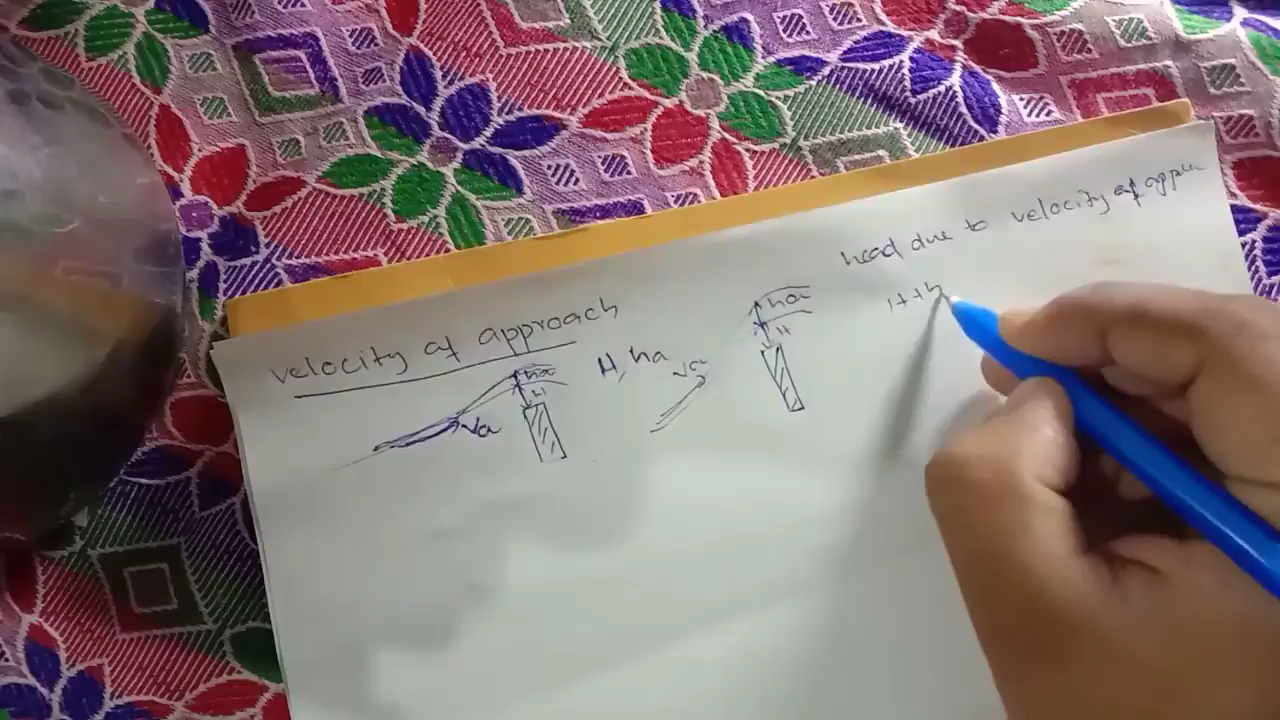 velocity of approach
ha
H
Va
H, ha
Va
ha
H
head due to velocity of appr
H+h